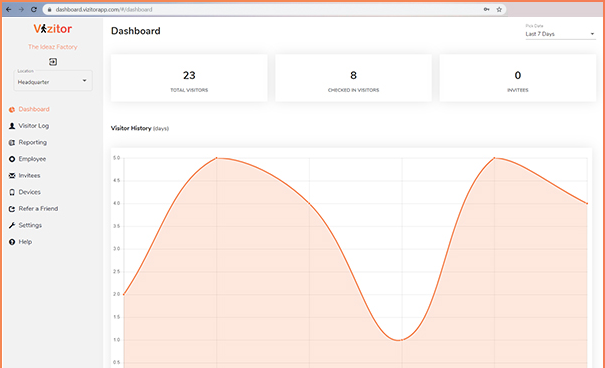 dashboard.vizitorapp.com/#/dashboard
Vizitor
The Ideaz Factory
Location
Headquarter
Dashboard
Visitor Log
Reporting
Employee
Invitees
Devices
Refer a Friend
Settings
Help
Dashboard
Pick Date
Last 7 Days
23
TOTAL VISITORS
8
CHECKED IN VISITORS
0
INVITEES
Visitor History (days)
5.0
4.5
4.0
3.5
3.0
2.5
2.0
1.5
1.0
0.5